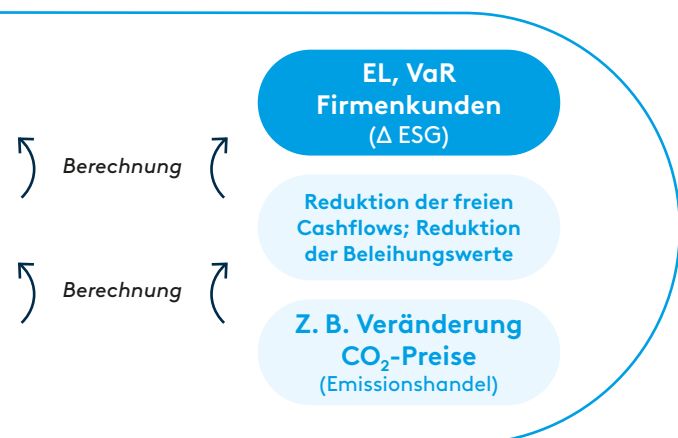 EL, VaR
Firmenkunden
(Δ ESG)
Berechnung
Reduktion der freien
Cashflows; Reduktion
der Beleihungswerte
Berechnung
Z. B. Veränderung
CO₂-Preise
(Emissionshandel)